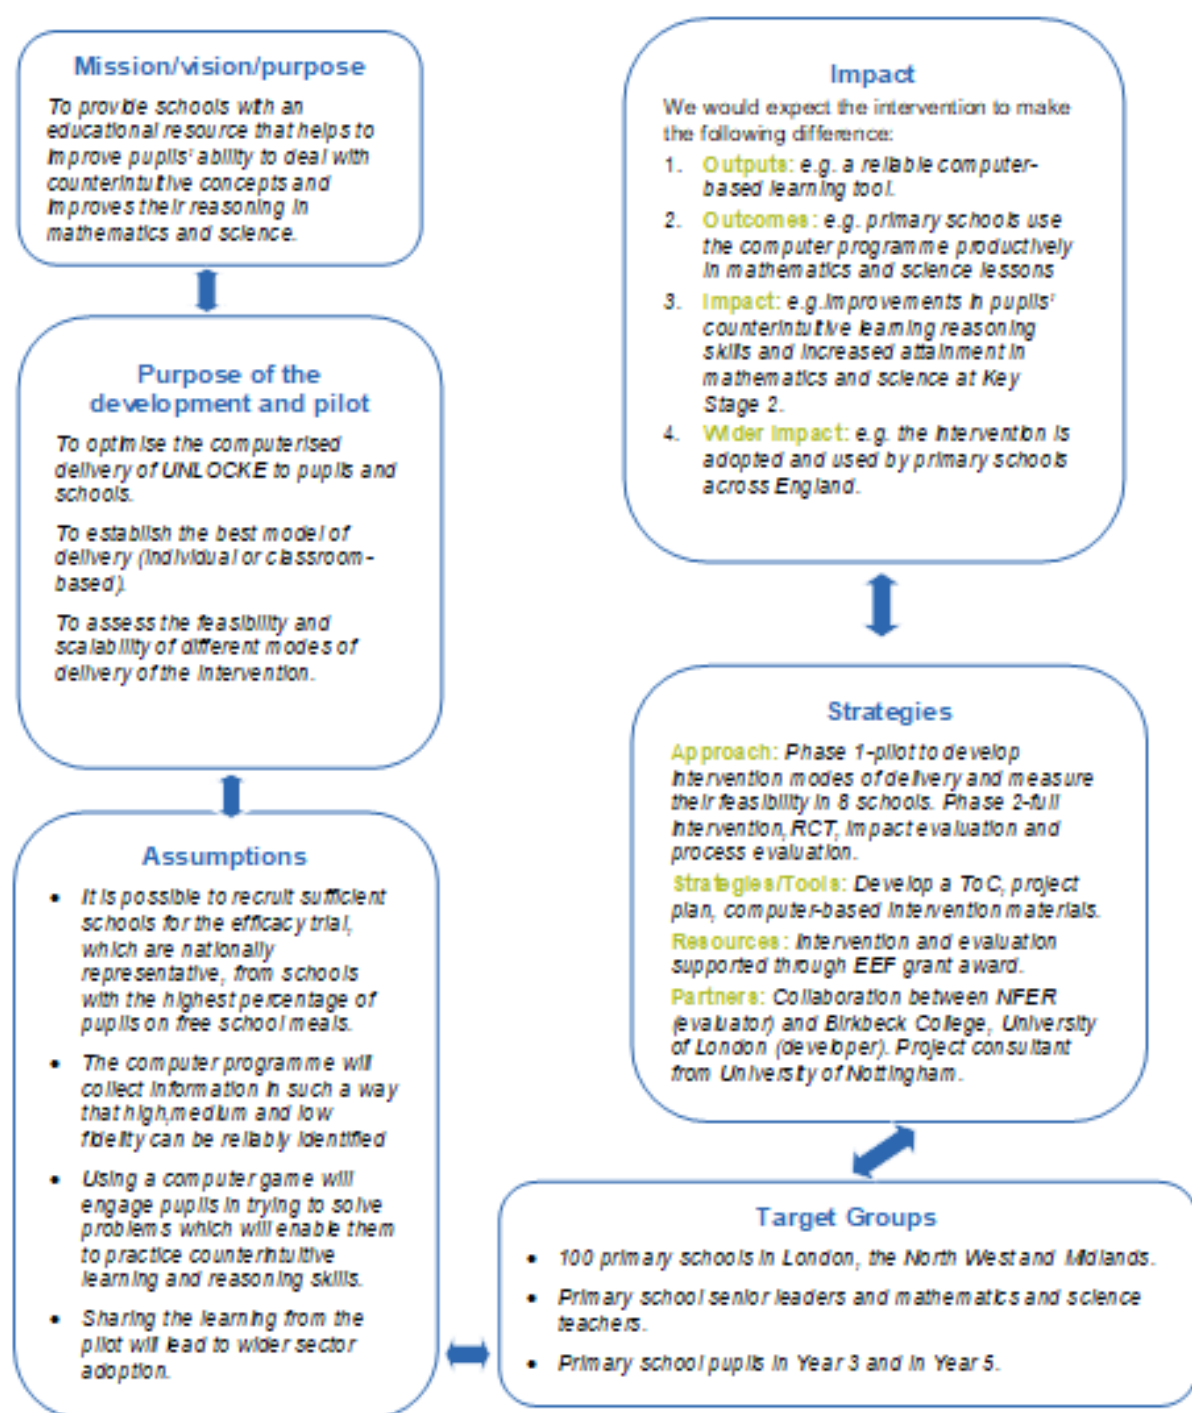 Mission/vision/purpose
To provide schools with an
educational resource that helps to
improve pupils' ability to deal with
counterintuitive concepts and
improves their reasoning in
mathematics and science.
Purpose of the
development and pilot
To optimise the computerised
delivery of UNLOCKE to pupils and
schools.
To establish the best model of
delivery (individual or classroom-
based).
To assess the feasibility and
scalability of different modes of
delivery of the intervention.
Assumptions
• It is possible to recruit sufficient
schools for the efficacy trial,
which are nationally
representative, from schools
with the highest percentage of
pupils on free school meals.
• The computer programme will
collect information in such a way
that high,medium and low
fidelity can be reliably identified
• Using a computer game will
engage pupils in trying to solve
problems which will enable them
to practice counterintuitive
learning and reasoning skills.
• Sharing the learning from the
pilot will lead to wider sector
adoption.
Impact
We would expect the intervention to make
the following difference:
1. Outputs: e.g. a reliable computer-
based learning tool.
2. Outcomes: e.g. primary schools use
the computer programme productively
in mathematics and science lessons
3. Impact: e.g.improvements in pupils'
counterintuitive learning reasoning
skills and increased attainment in
mathematics and science at Key
Stage 2.
4. Wider impact: e.g. the intervention is
adopted and used by primary schools
across England.
Strategies
Approach: Phase 1-pilot to develop
intervention modes of delivery and measure
their feasibility in 8 schools. Phase 2-full
intervention, RCT, impact evaluation and
process evaluation.
Strategies/Tools: Develop a ToC, project
plan, computer-based intervention materials.
Resources: Intervention and evaluation
supported through EEF grant award.
Partners: Collaboration between NFER
(evaluator) and Birkbeck College, University
of London (developer). Project consultant
from University of Nottingham.
Target Groups
• 100 primary schools in London, the North West and Midlands.
• Primary school senior leaders and mathematics and science
teachers.
• Primary school pupils in Year 3 and in Year 5.